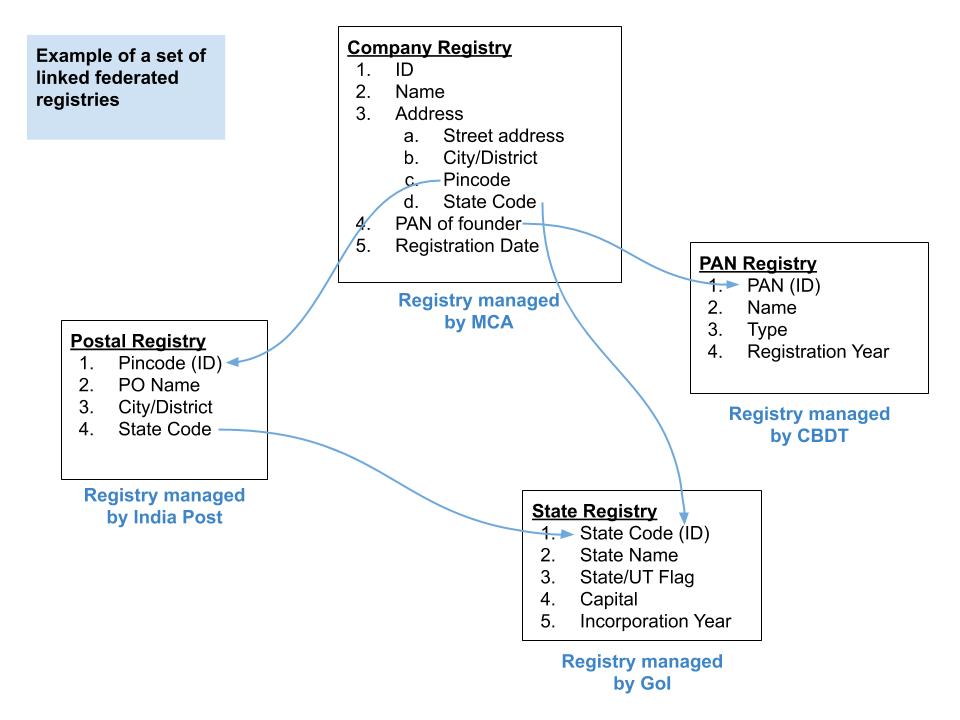 Example of a set of
linked federated
registries
Company Registry
1. ID
2. Name
3. Address
a. Street address
b. City/District
c. Pincode
d. State Code
4. PAN of founder
5. Registration Date
Registry managed
by MCA
PAN Registry
1. PAN (ID)
2. Name
3. Type
4. Registration Year
Registry managed
by CBDT
Postal Registry
1. Pincode (ID)
2. PO Name
3. City/District
4. State Code
Registry managed
by India Post
State Registry
1. State Code (ID)
2. State Name
3. State/UT Flag
4. Capital
5. Incorporation Year
Registry managed
by GoI